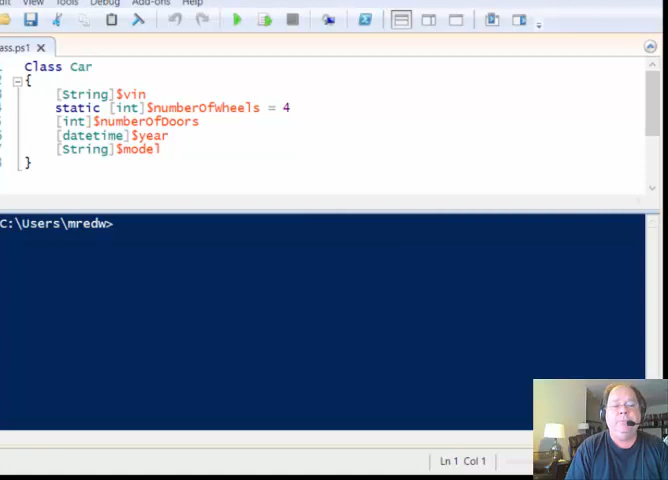 dit View Tools Debug Add-ons Help
ass.ps1
Class Car
{
[String]$vin
static [int]$numberOfWheels = 4
[int]$numberOfDoors
[datetime]$year
[String]$model
}
C:\Users\mredw>
Ln 1 Col 1